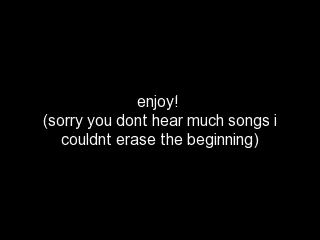 enjoy!
(sorry you dont hear much songs i
couldnt erase the beginning)